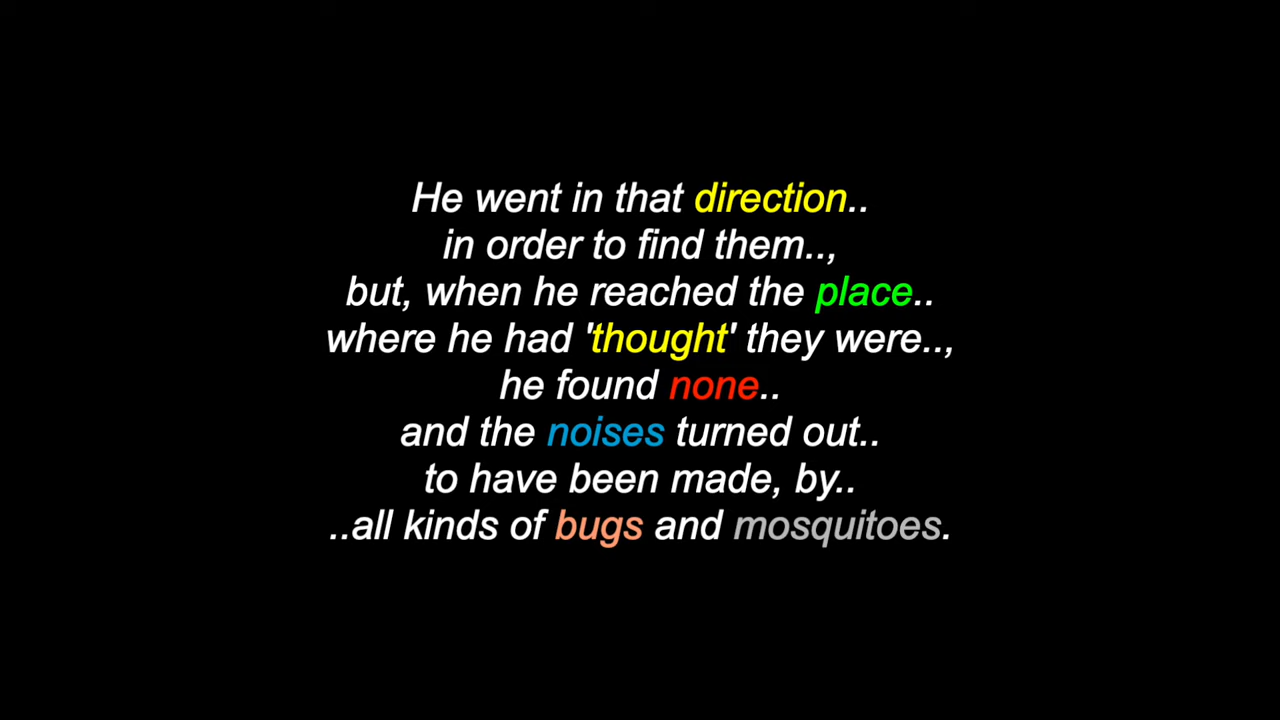 He went in that direction..
in order to find them..,
but, when he reached the place..
where he had 'thought' they were..,
he found none..
and the noises turned out..
to have been made, by..
..all kinds of bugs and mosquitoes.